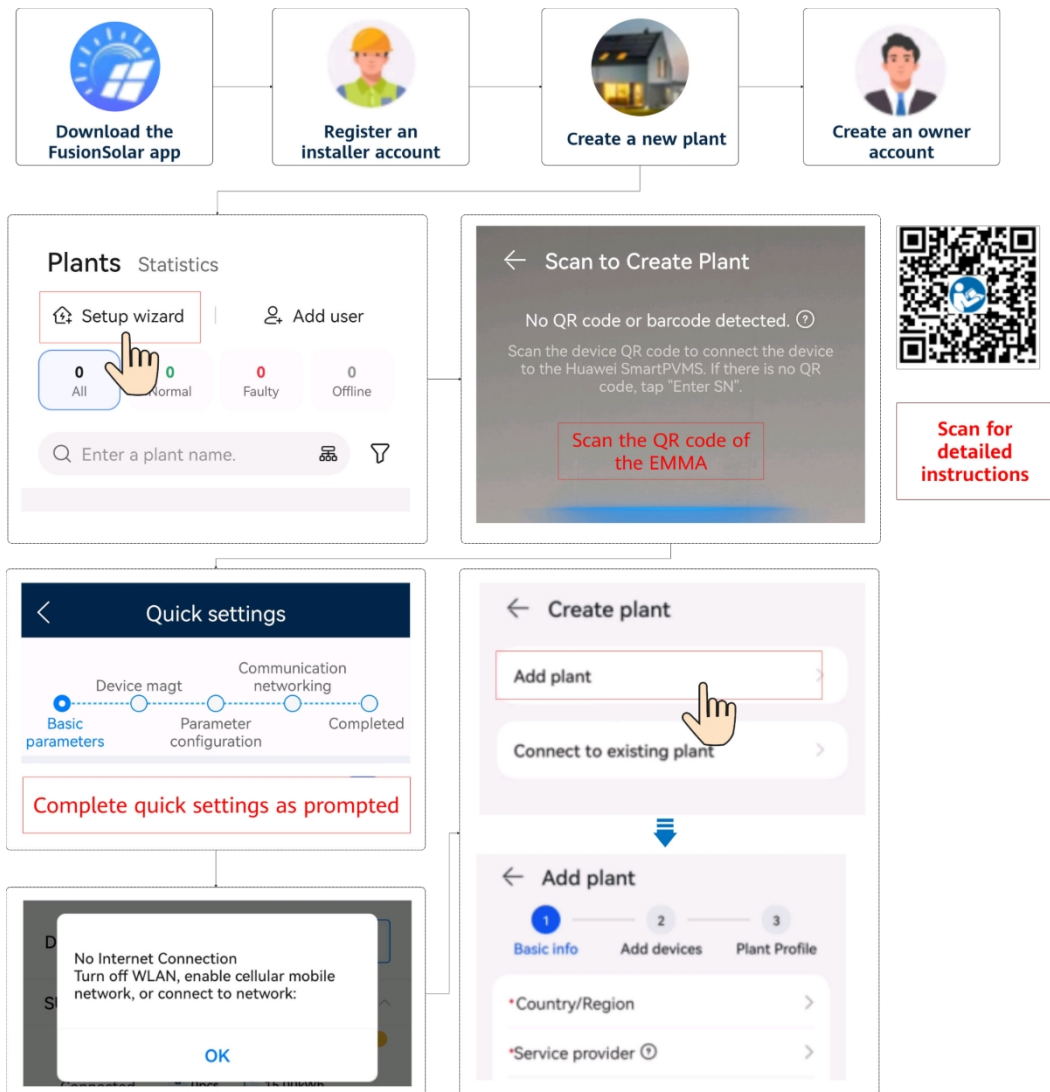 Download the
FusionSolar app
Register an
installer account
Create a new plant
Create an owner
account
Plants Statistics
Setup wizard
Add user
0
All
0
Normal
0
Faulty
0
Offline
Enter a plant name.
Scan to Create Plant
No QR code or barcode detected.
Scan the device QR code to connect the device
to the Huawei SmartPVMS. If there is no QR
code, tap "Enter SN".
Scan the QR code of
the EMMA
Scan for
detailed
instructions
Quick settings
Basic
parameters
Device magt
Parameter
configuration
Communication
networking
Completed
Complete quick settings as prompted
No Internet Connection
Turn off WLAN, enable cellular mobile
network, or connect to network:
OK
Create plant
Add plant
Connect to existing plant
Add plant
1
Basic info
2
Add devices
3
Plant Profile
*Country/Region
*Service provider